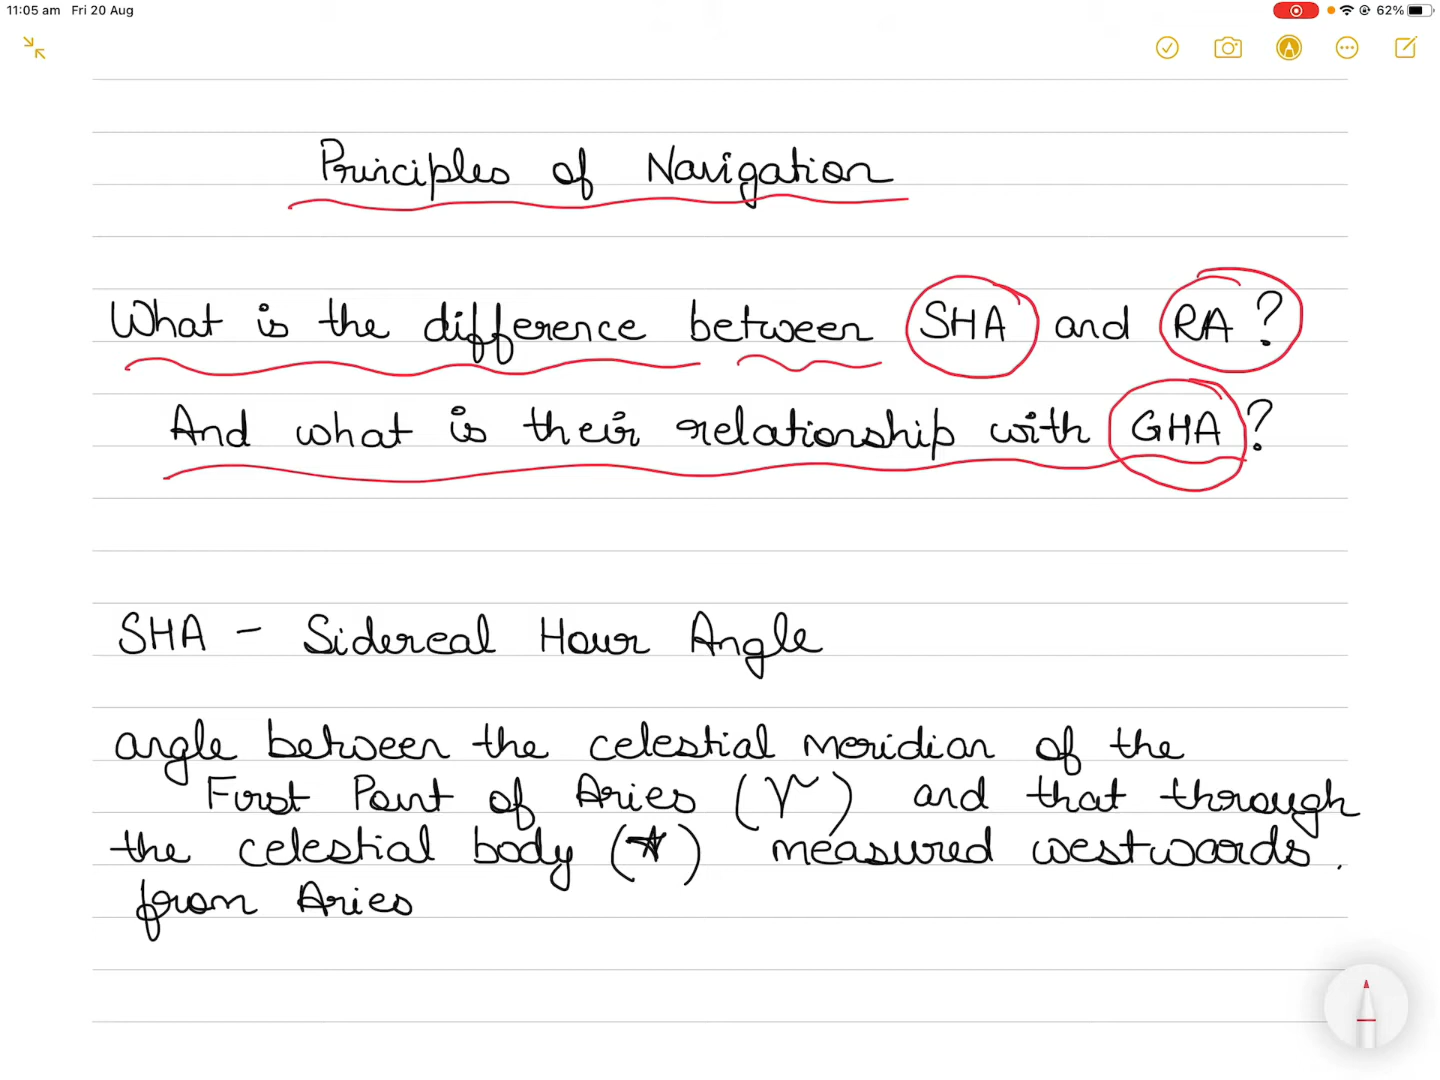 11:05 am Fri 20 Aug 62%
Principles of Navigation
What is the difference between SHA and RA?
And what is their relationship with GHA?
SHA - Sidereal Hour Angle
angle between the celestial meridian of the
First Point of Aries (♈) and that through
the celestial body (★) measured westwards.
from Aries